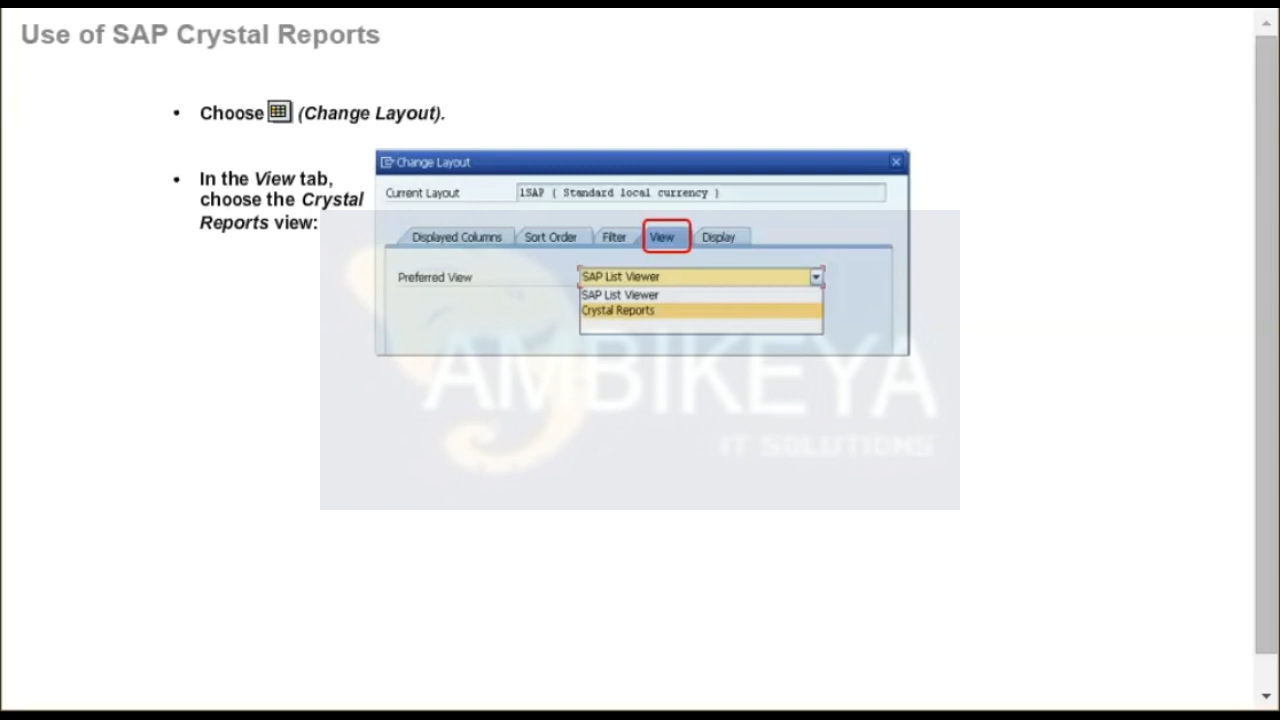 Use of SAP Crystal Reports
• Choose (Change Layout).
• In the View tab,
choose the Crystal
Reports view:
Change Layout
Current Layout 1SAP ( Standard local currency )
Displayed Columns Sort Order Filter View Display
Preferred View SAP List Viewer
SAP List Viewer
Crystal Reports
AMBIKEYA
IT SOLUTIONS